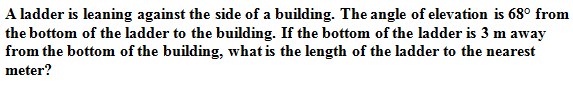 A ladder is leaning against the side of a building. The angle of elevation is 68° from
the bottom of the ladder to the building. If the bottom of the ladder is 3 m away
from the bottom of the building, what is the length of the ladder to the nearest
meter?